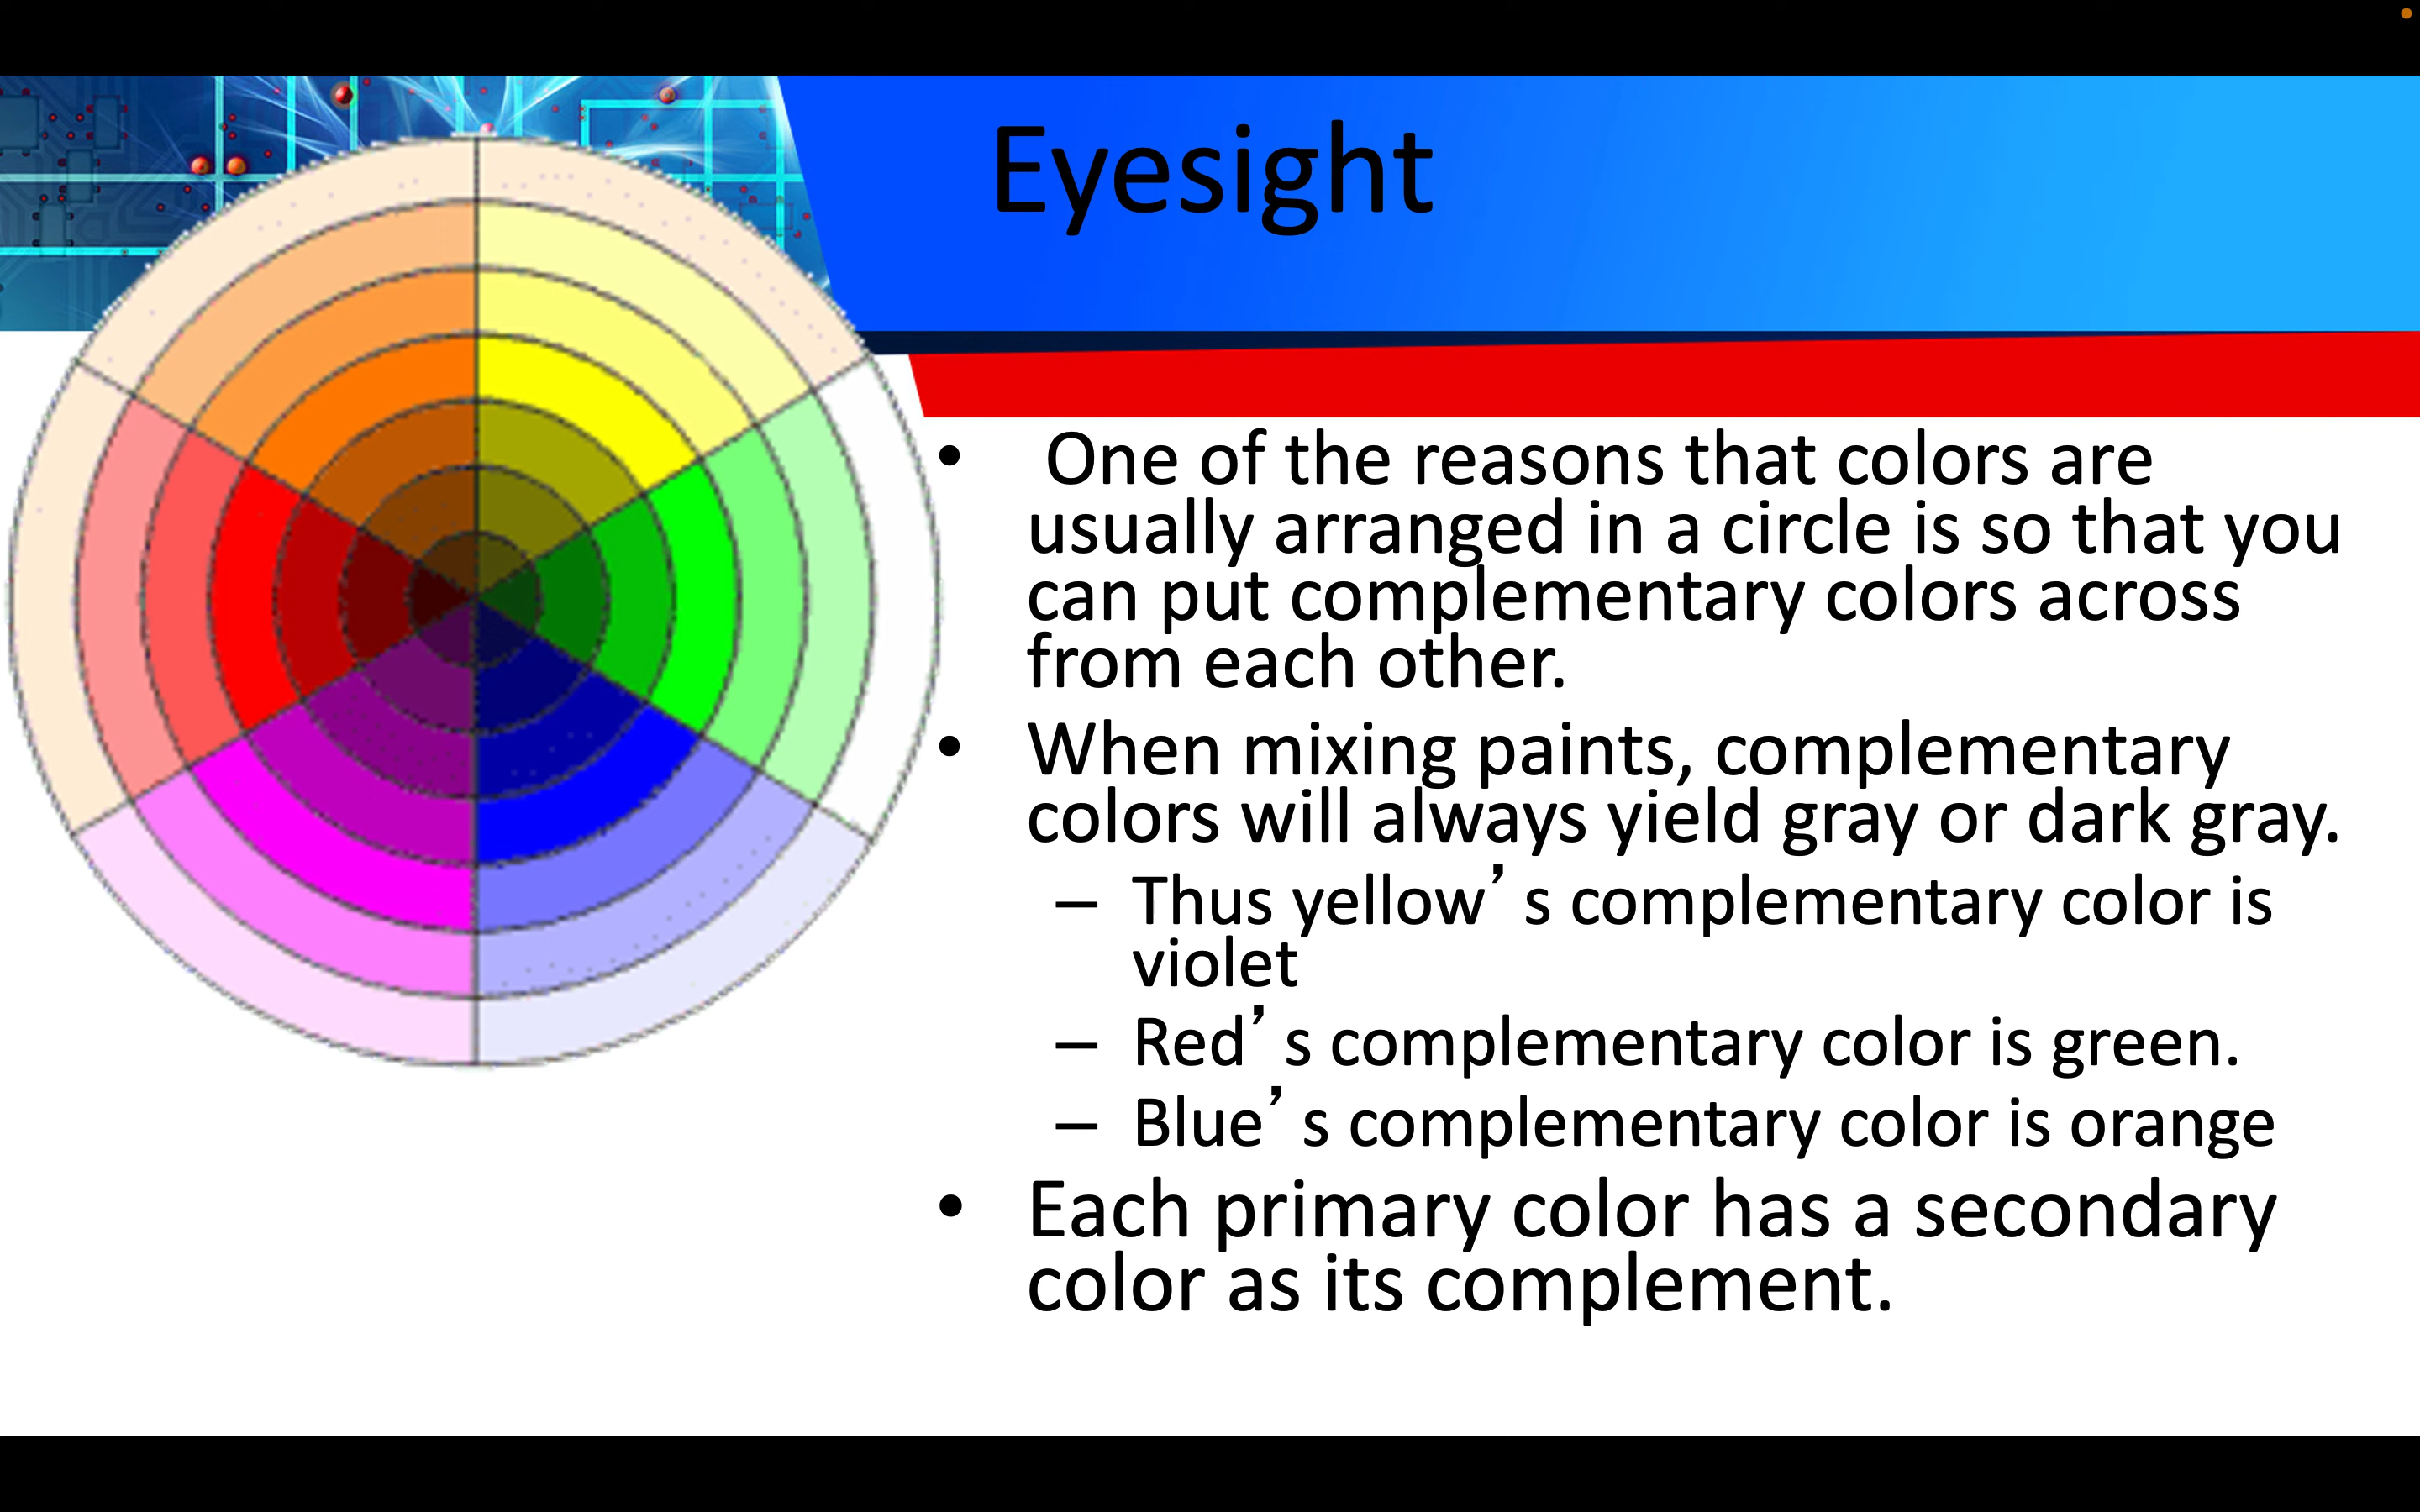 Eyesight
• One of the reasons that colors are
usually arranged in a circle is so that you
can put complementary colors across
from each other.
• When mixing paints, complementary
colors will always yield gray or dark gray.
– Thus yellow’s complementary color is
violet
– Red’s complementary color is green.
– Blue’s complementary color is orange
• Each primary color has a secondary
color as its complement.